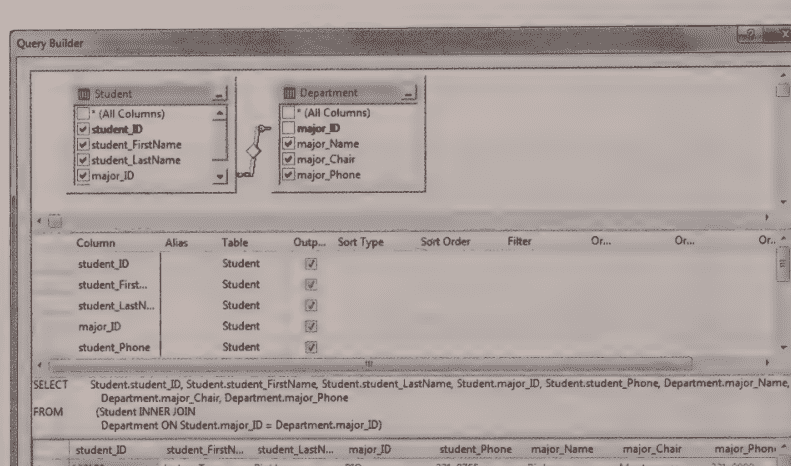 Query Builder
Student
* (All Columns)
student_ID
student_FirstName
student_LastName
major_ID
Department
* (All Columns)
major_ID
major_Name
major_Chair
major_Phone
Column Alias Table Outp... Sort Type Sort Order Filter Or... Or... Or...
student_ID Student
student_First... Student
student_LastN... Student
major_ID Student
student_Phone Student
SELECT Student.student_ID, Student.student_FirstName, Student.student_LastName, Student.major_ID, Student.student_Phone, Department.major_Name,
Department.major_Chair, Department.major_Phone
FROM (Student INNER JOIN
Department ON Student.major_ID = Department.major_ID)
student_ID student_FirstN... student_LastN... major_ID student_Phone major_Name major_Chair major_Phon